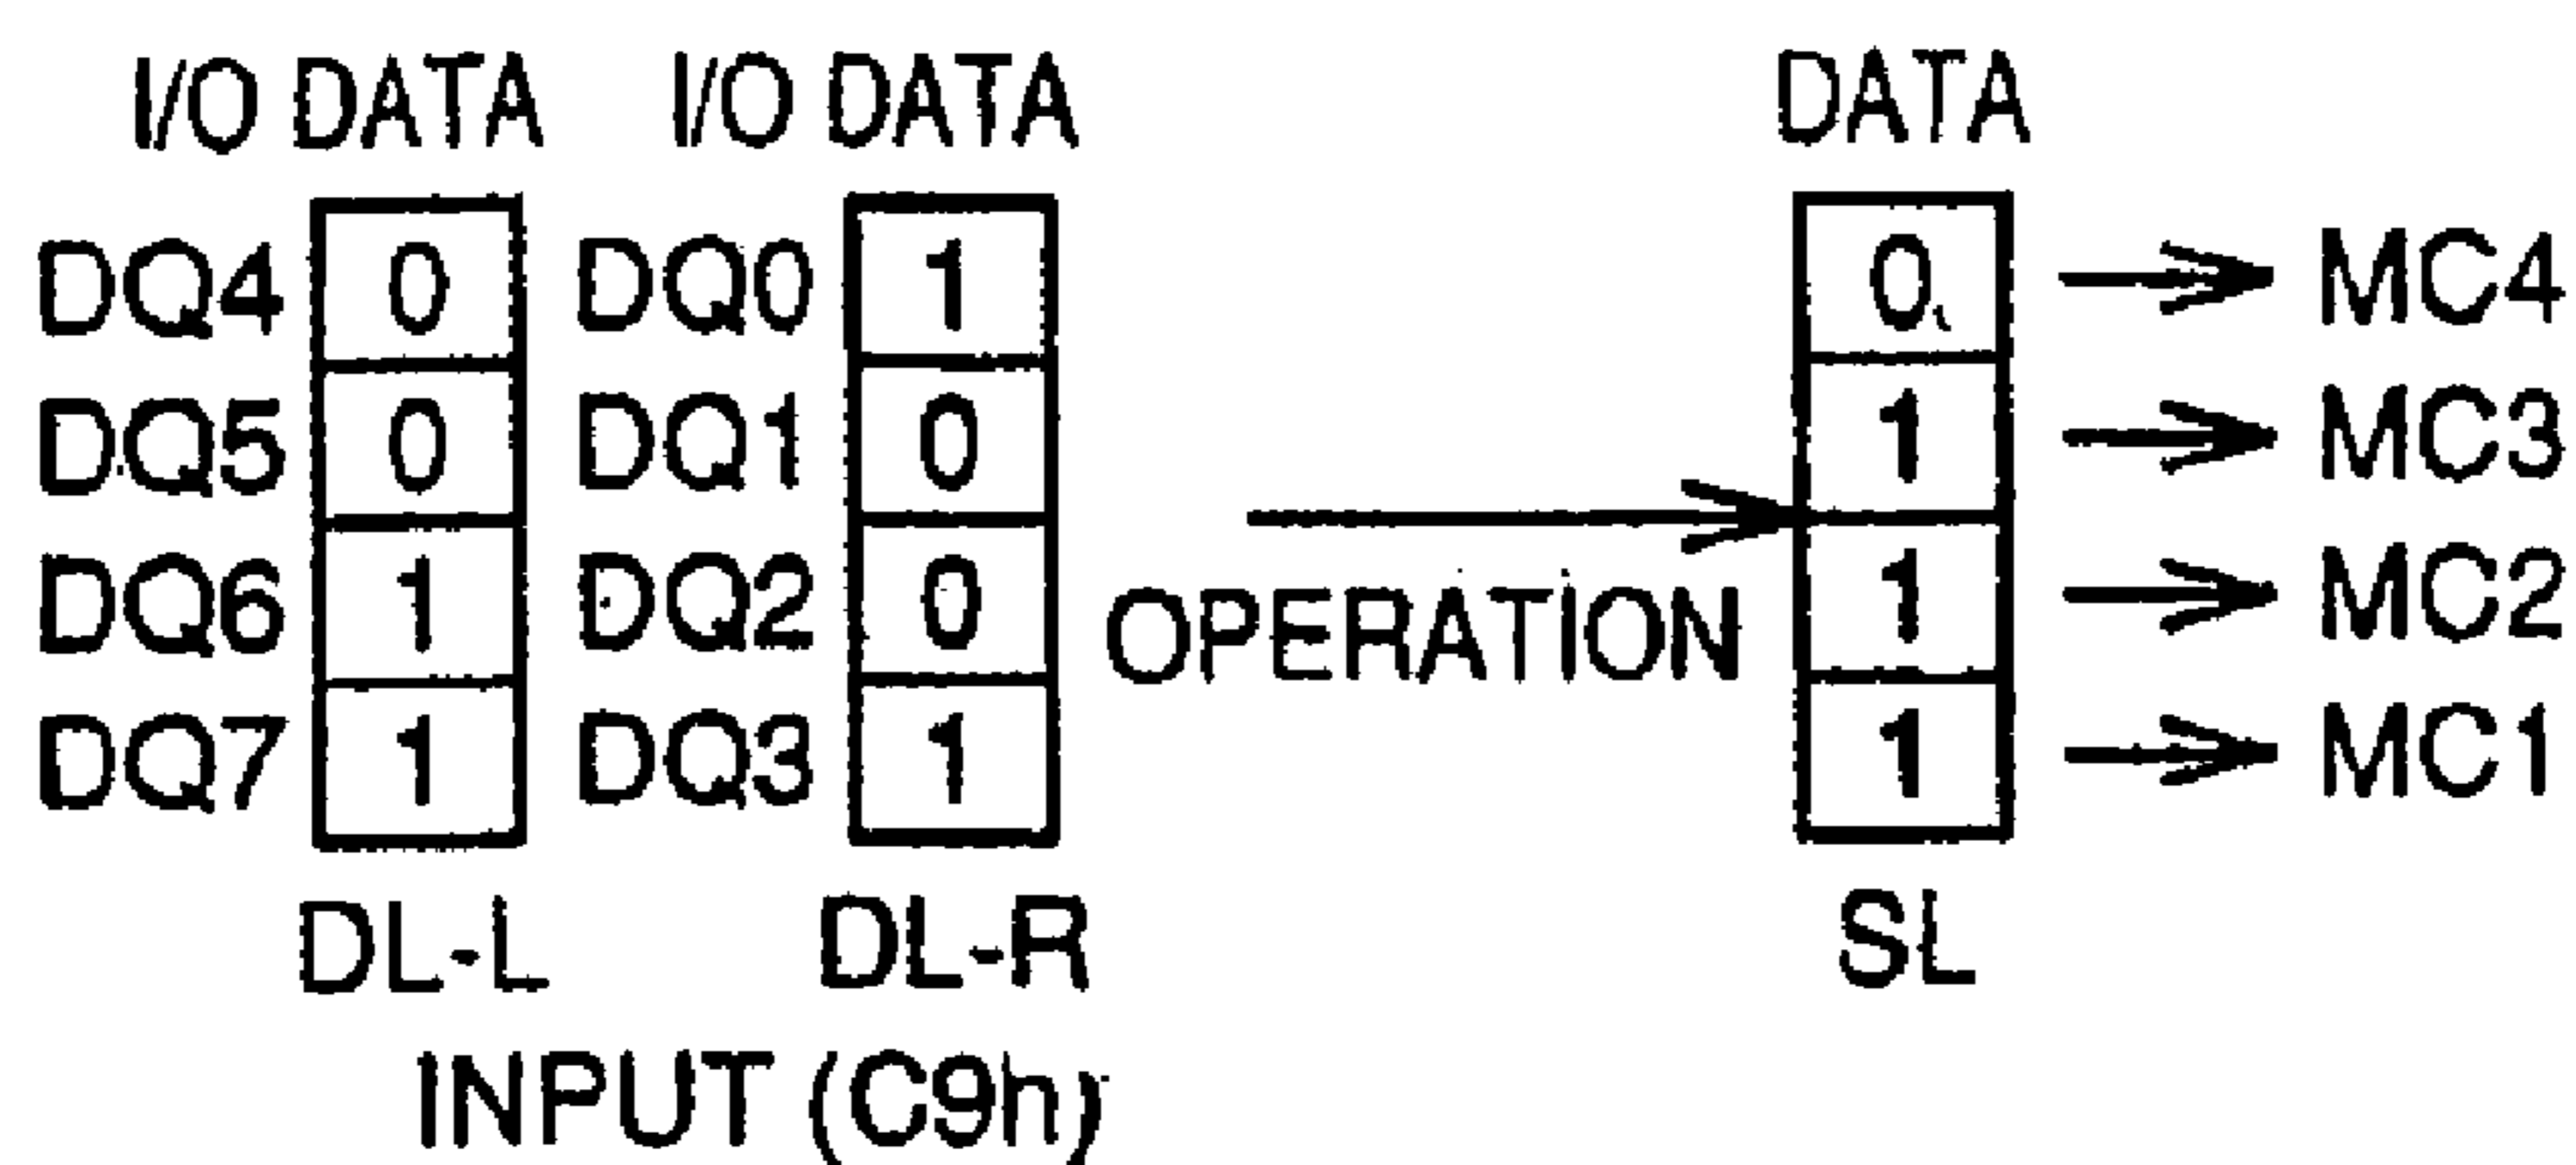 I/O DATA I/O DATA DATA
DQ4 0 DQ0 1 0 MC4
DQ5 0 DQ1 0 1 MC3
DQ6 1 DQ2 0 1 MC2
OPERATION
DQ7 1 DQ3 1 1 MC1
DL-L DL-R SL
INPUT (C9h)